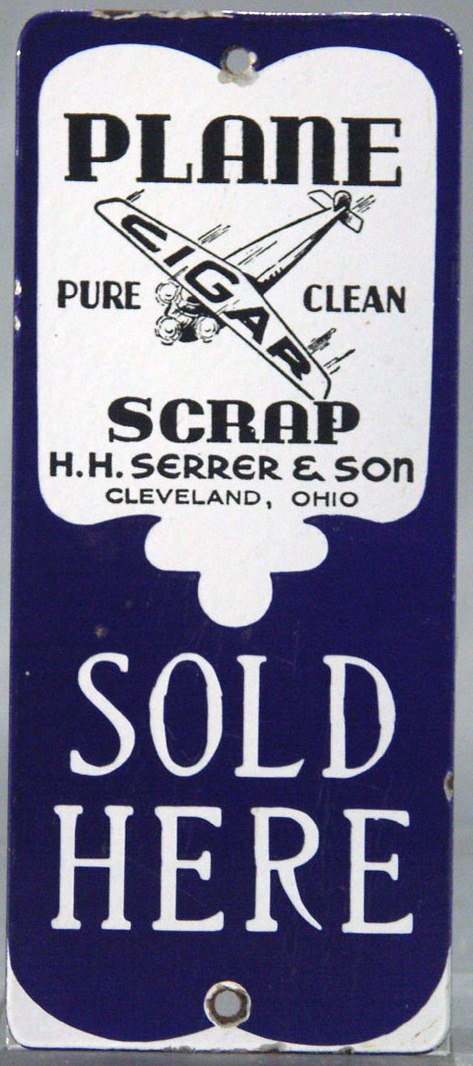 PLANE
CIGAR
PURE CLEAN
SCRAP
H.H. SERRER & SON
CLEVELAND, OHIO
SOLD
HERE